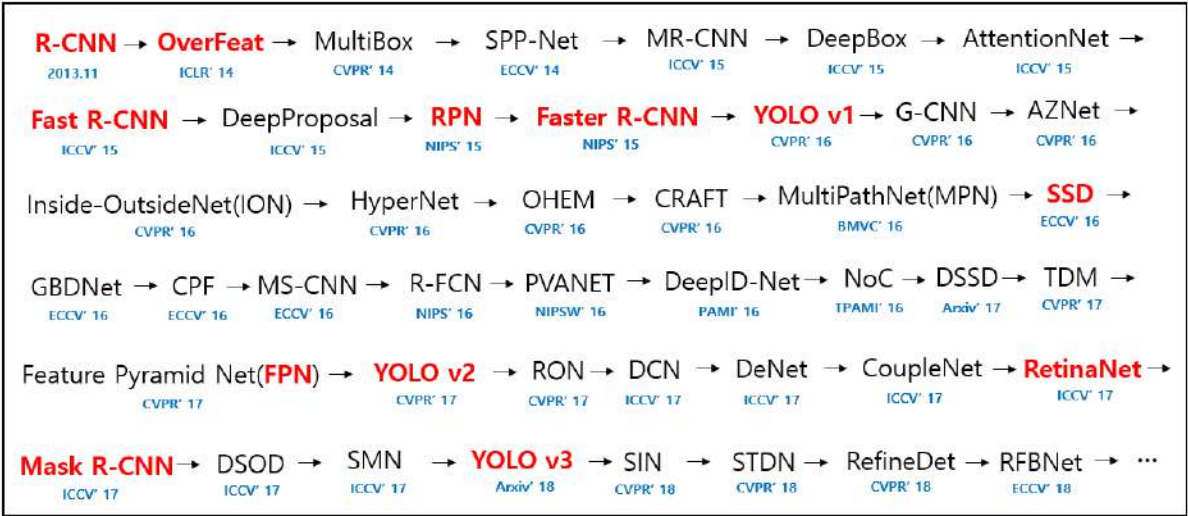 R-CNN → OverFeat → MultiBox → SPP-Net → MR-CNN → DeepBox → AttentionNet →
2013.11 ICLR' 14 CVPR' 14 ECCV' 14 ICCV' 15 ICCV' 15 ICCV' 15
Fast R-CNN → DeepProposal → RPN → Faster R-CNN → YOLO v1 → G-CNN → AZNet →
ICCV' 15 ICCV' 15 NIPS' 15 NIPS' 15 CVPR' 16 CVPR' 16 CVPR' 16
Inside-OutsideNet(ION) → HyperNet → OHEM → CRAFT → MultiPathNet(MPN) → SSD →
CVPR' 16 CVPR' 16 CVPR' 16 CVPR' 16 BMVC' 16 ECCV' 16
GBDNet → CPF → MS-CNN → R-FCN → PVANET → DeepID-Net → NoC → DSSD → TDM →
ECCV' 16 ECCV' 16 ECCV' 16 NIPS' 16 NIPSW' 16 PAMI' 16 TPAMI' 16 Arxiv' 17 CVPR' 17
Feature Pyramid Net(FPN) → YOLO v2 → RON → DCN → DeNet → CoupleNet → RetinaNet →
CVPR' 17 CVPR' 17 CVPR' 17 ICCV' 17 ICCV' 17 ICCV' 17 ICCV' 17
Mask R-CNN → DSOD → SMN → YOLO v3 → SIN → STDN → RefineDet → RFBNet → ⋯
ICCV' 17 ICCV' 17 ICCV' 17 Arxiv' 18 CVPR' 18 CVPR' 18 CVPR' 18 ECCV' 18